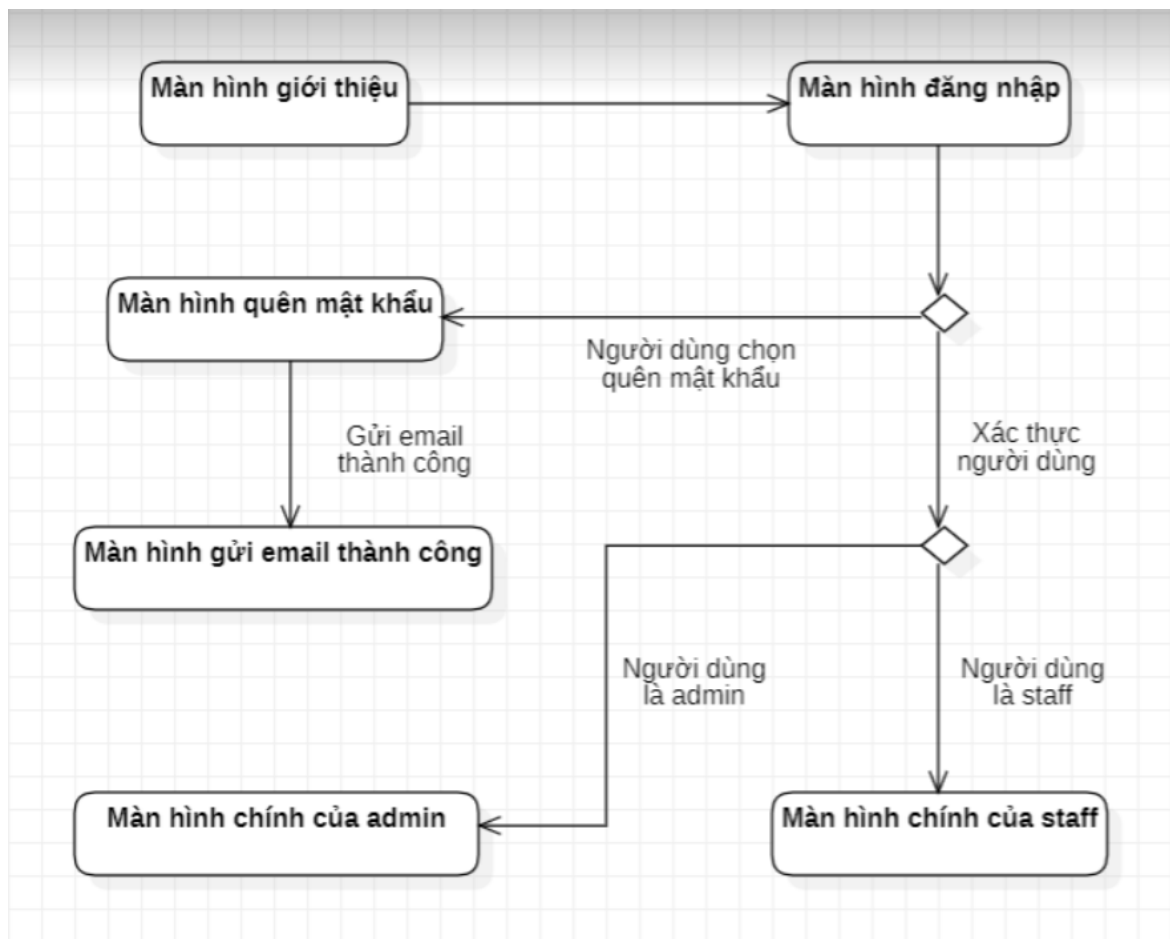 Màn hình giới thiệu
Màn hình đăng nhập
Màn hình quên mật khẩu
Người dùng chọn
quên mật khẩu
Gửi email
thành công
Xác thực
người dùng
Màn hình gửi email thành công
Người dùng
là admin
Người dùng
là staff
Màn hình chính của admin
Màn hình chính của staff